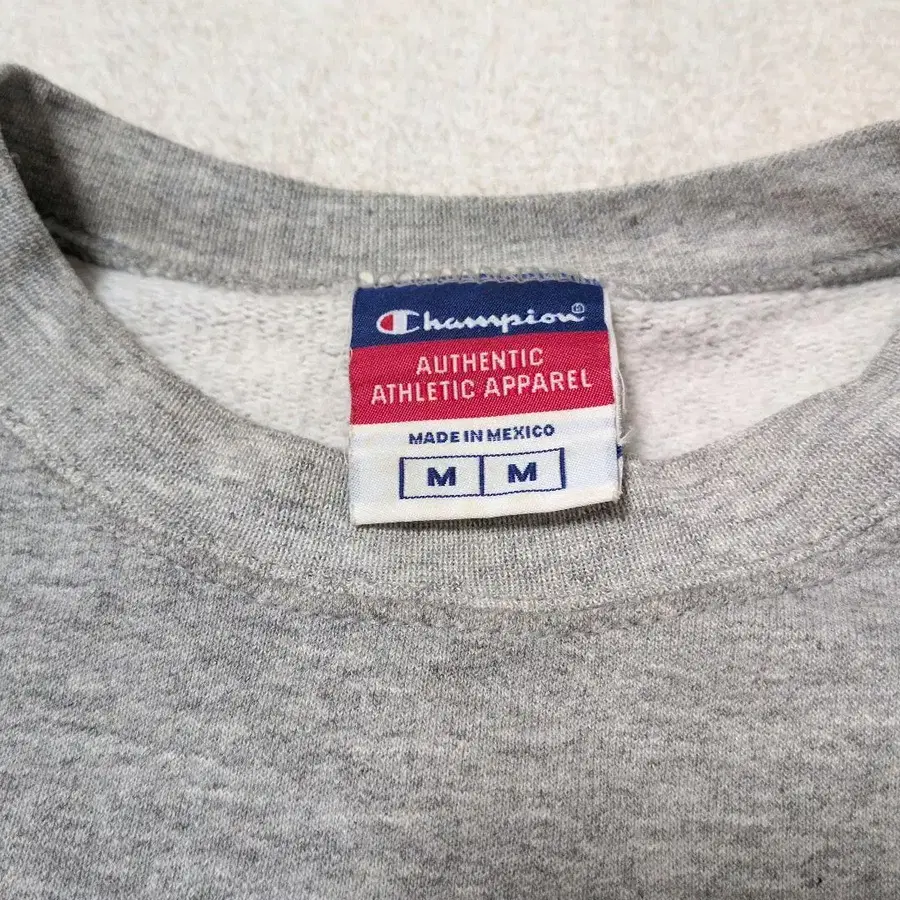 Champion®
AUTHENTIC
ATHLETIC APPAREL
MADE IN MEXICO
M M